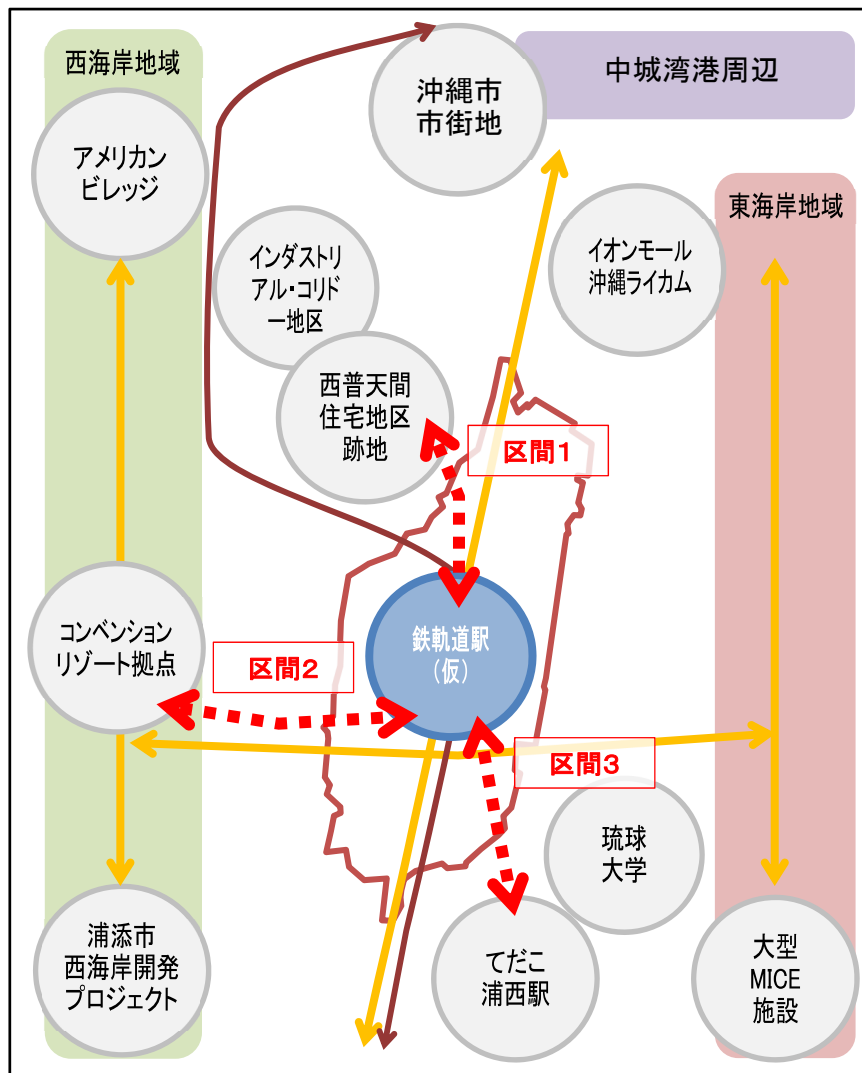 西海岸地域
アメリカン
ビレッジ
沖縄市
市街地
中城湾港周辺
東海岸地域
インダストリ
アル・コリド
ー地区
イオンモール
沖縄ライカム
西普天間
住宅地区
跡地
区間１
コンベンション
リゾート拠点
区間２
鉄軌道駅
（仮）
区間３
琉球
大学
浦添市
西海岸開発
プロジェクト
てだこ
浦西駅
大型
MICE
施設